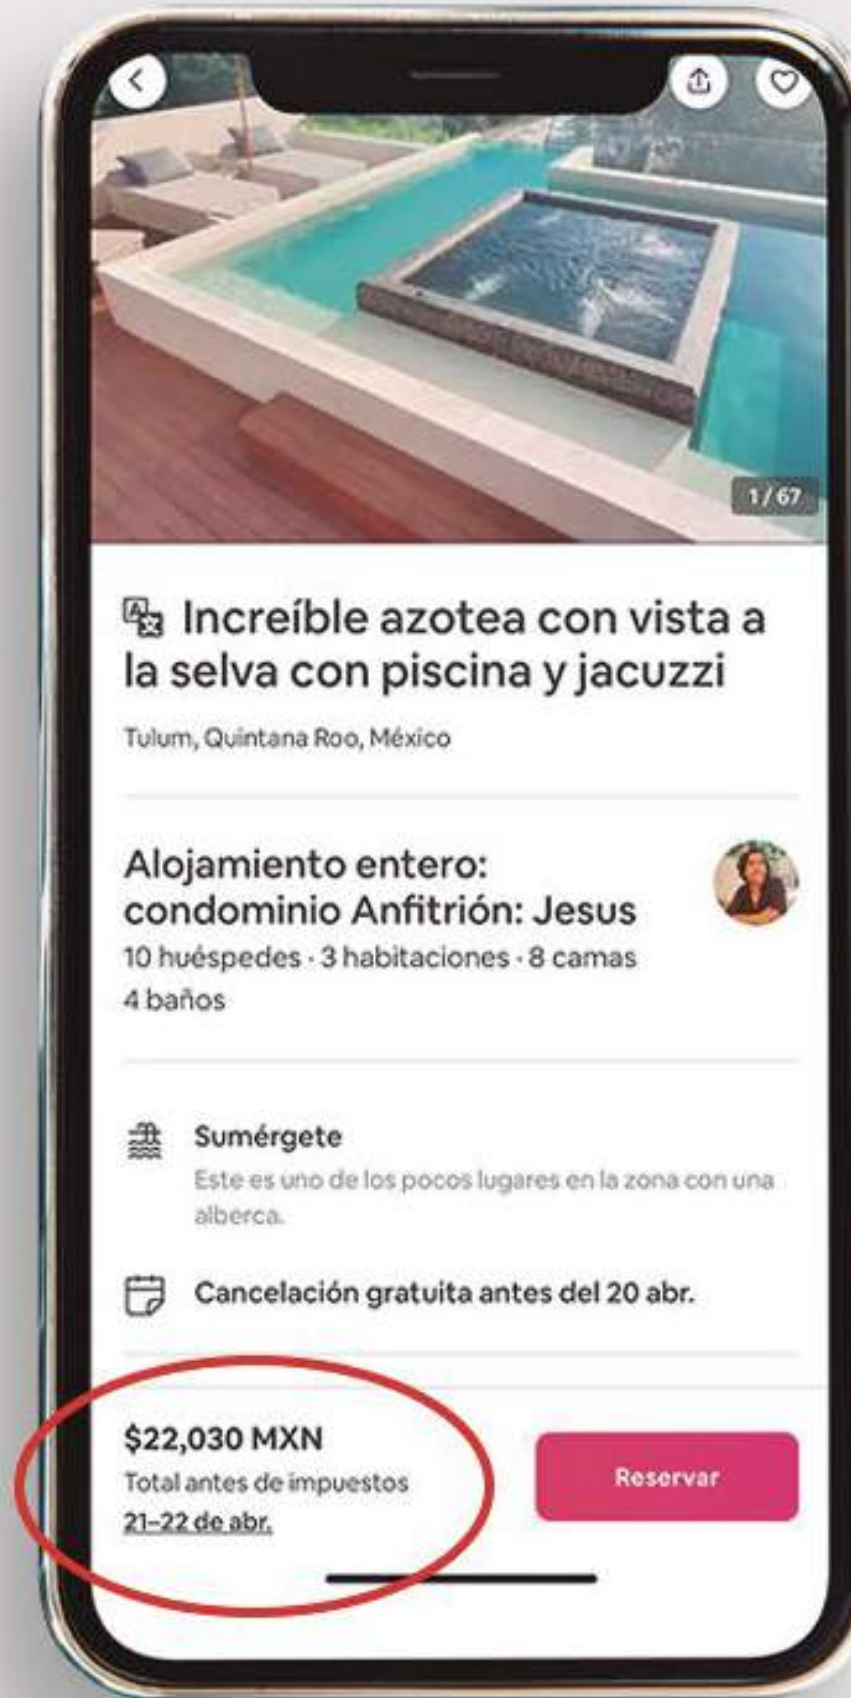 1 / 67
Increíble azotea con vista a
la selva con piscina y jacuzzi
Tulum, Quintana Roo, México
Alojamiento entero:
condominio Anfitrión: Jesus
10 huéspedes · 3 habitaciones · 8 camas
4 baños
Sumérgete
Este es uno de los pocos lugares en la zona con una
alberca.
Cancelación gratuita antes del 20 abr.
$22,030 MXN
Total antes de impuestos
21–22 de abr.
Reservar